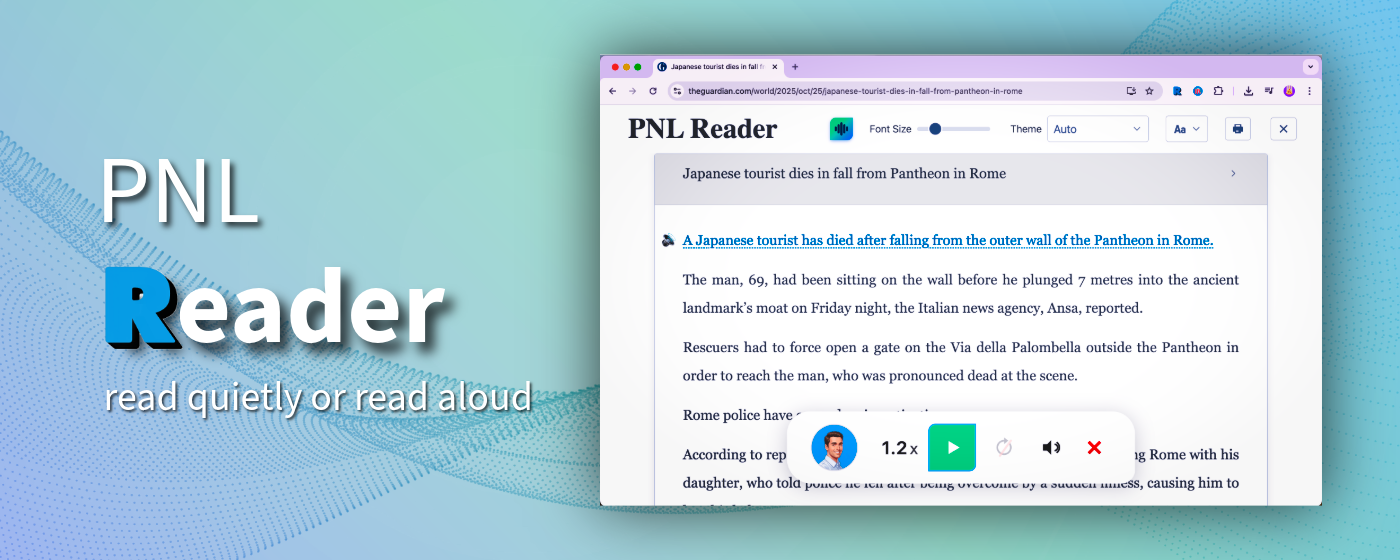 PNL
Reader
read quietly or read aloud
Japanese tourist dies in fall f
theguardian.com/world/2025/oct/25/japanese-tourist-dies-in-fall-from-pantheon-in-rome
PNL Reader
Font Size
Theme
Auto
Aa
Japanese tourist dies in fall from Pantheon in Rome
A Japanese tourist has died after falling from the outer wall of the Pantheon in Rome.
The man, 69, had been sitting on the wall before he plunged 7 metres into the ancient
landmark's moat on Friday night, the Italian news agency, Ansa, reported.
Rescuers had to force open a gate on the Via della Palombella outside the Pantheon in
order to reach the man, who was pronounced dead at the scene.
Rome police have
1.2x
According to rep ng Rome with his
daughter, who told police he fell after being overcome by a sudden illness, causing him to